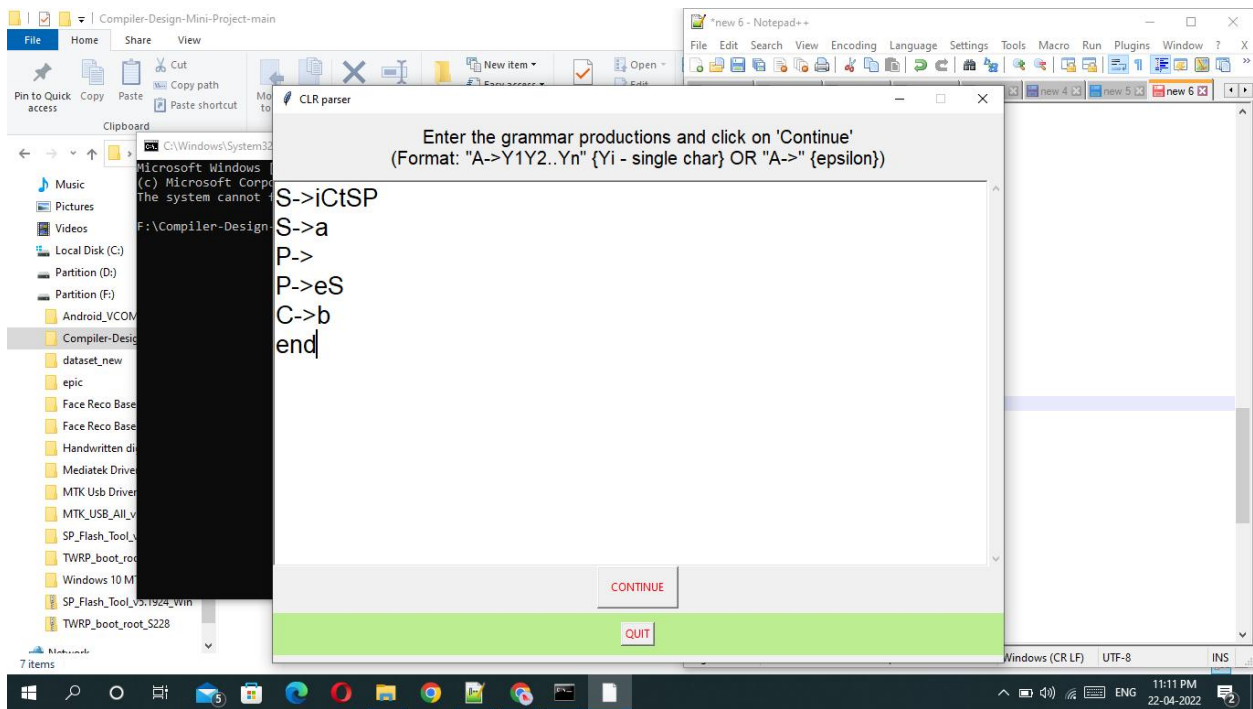 Compiler-Design-Mini-Project-main
File Home Share View
Pin to Quick access
Copy
Paste
Cut
Copy path
Paste shortcut
Clipboard
New item
Open
*new 6 - Notepad++
File Edit Search View Encoding Language Settings Tools Macro Run Plugins Window ? X
new 4 new 5 new 6
CLR parser
Enter the grammar productions and click on 'Continue'
(Format: "A->Y1Y2..Yn" {Yi - single char} OR "A->" {epsilon})
S->iCtSP
S->a
P->
P->eS
C->b
end
CONTINUE
QUIT
C:\Windows\System32
Microsoft Windows [
(c) Microsoft Corpo
The system cannot f
F:\Compiler-Design-
Music
Pictures
Videos
Local Disk (C:)
Partition (D:)
Partition (F:)
Android_VCOM
Compiler-Desig
dataset_new
epic
Face Reco Base
Face Reco Base
Handwritten di
Mediatek Driver
MTK Usb Driver
MTK_USB_All_v
SP_Flash_Tool_v
TWRP_boot_roo
Windows 10 MT
SP_Flash_Tool_v5.1924_Win
TWRP_boot_root_S228
7 items
Windows (CR LF) UTF-8 INS
ENG
11:11 PM
22-04-2022